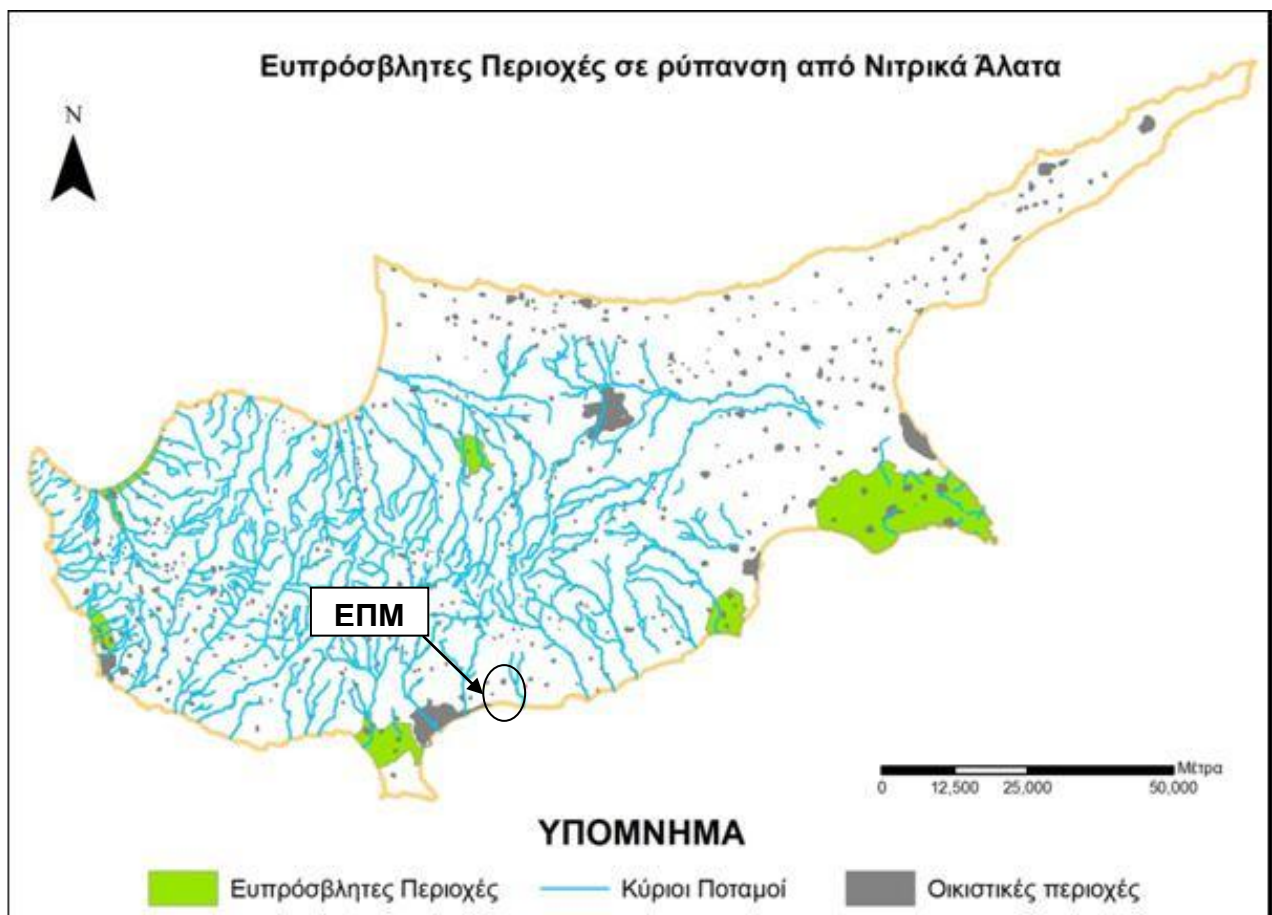 Ευπρόσβλητες Περιοχές σε ρύπανση από Νιτρικά Άλατα
N
ΕΠΜ
Μέτρα
0 12,500 25,000 50,000
ΥΠΟΜΝΗΜΑ
Ευπρόσβλητες Περιοχές Κύριοι Ποταμοί Οικιστικές περιοχές